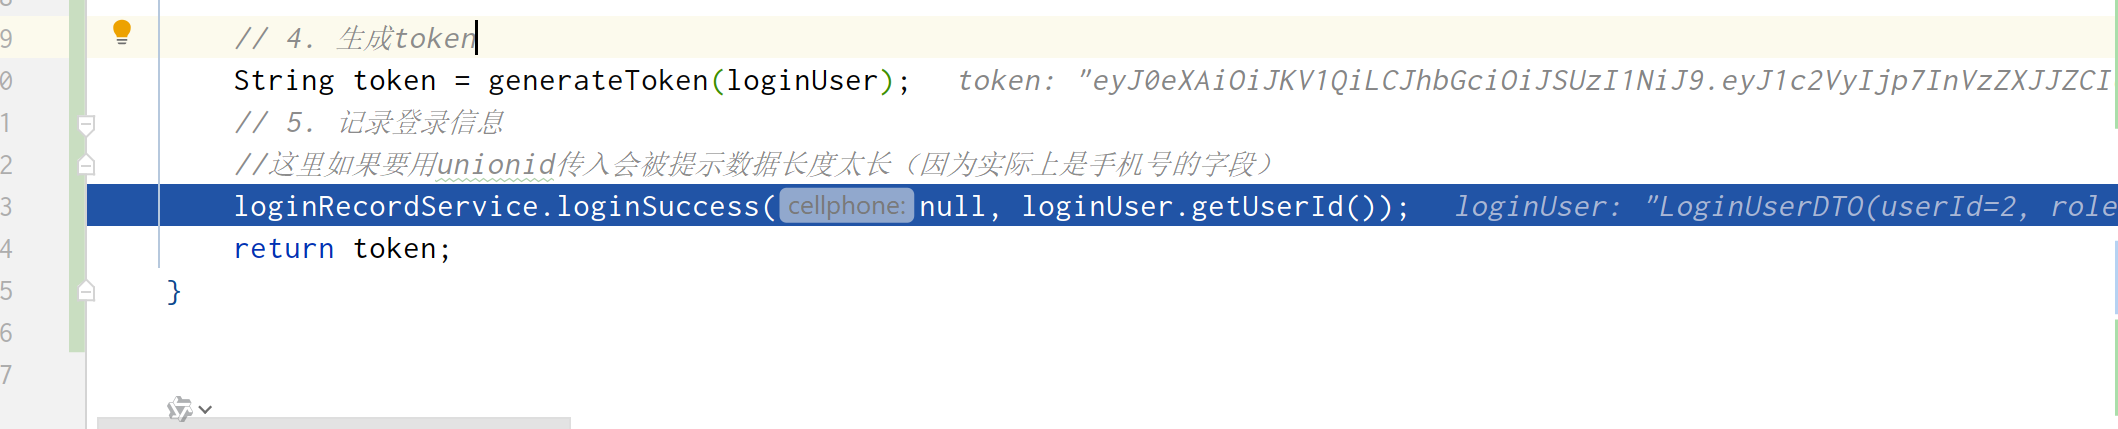 9 // 4. 生成token
0 String token = generateToken(loginUser); token: "eyJ0eXAiOiJKV1QiLCJhbGciOiJSUzI1NiJ9.eyJ1c2VyIjp7InVzZXJJZCI
1 // 5. 记录登录信息
2 //这里如果要用unionid传入会被提示数据长度太长（因为实际上是手机号的字段）
3 loginRecordService.loginSuccess( cellphone: null, loginUser.getUserId()); loginUser: "LoginUserDTO(userId=2, role
4 return token;
5 }
6
7